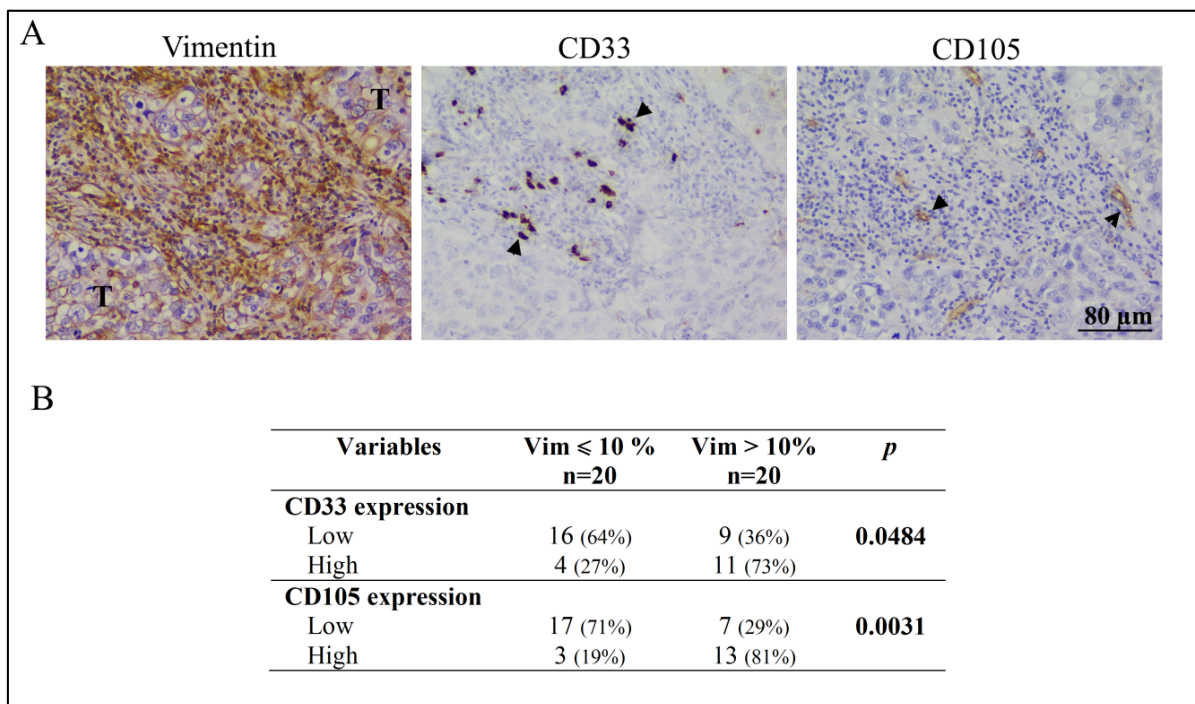 A
Vimentin CD33 CD105
T
T
80 µm
B
Variables Vim ⩽ 10 % Vim > 10% p
n=20 n=20
CD33 expression
Low 16 (64%) 9 (36%) 0.0484
High 4 (27%) 11 (73%)
CD105 expression
Low 17 (71%) 7 (29%) 0.0031
High 3 (19%) 13 (81%)